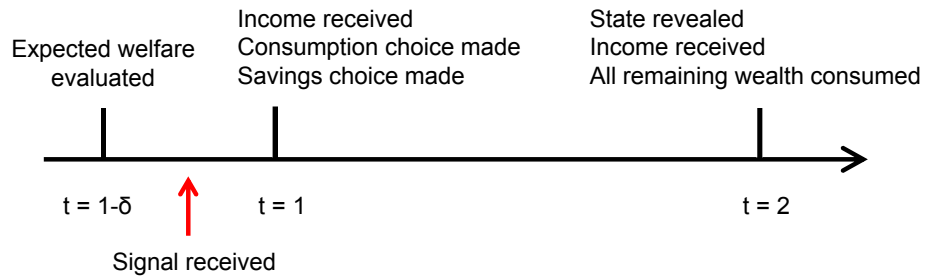 Expected welfare
evaluated
Income received
Consumption choice made
Savings choice made
State revealed
Income received
All remaining wealth consumed
t = 1-δ
t = 1
t = 2
Signal received